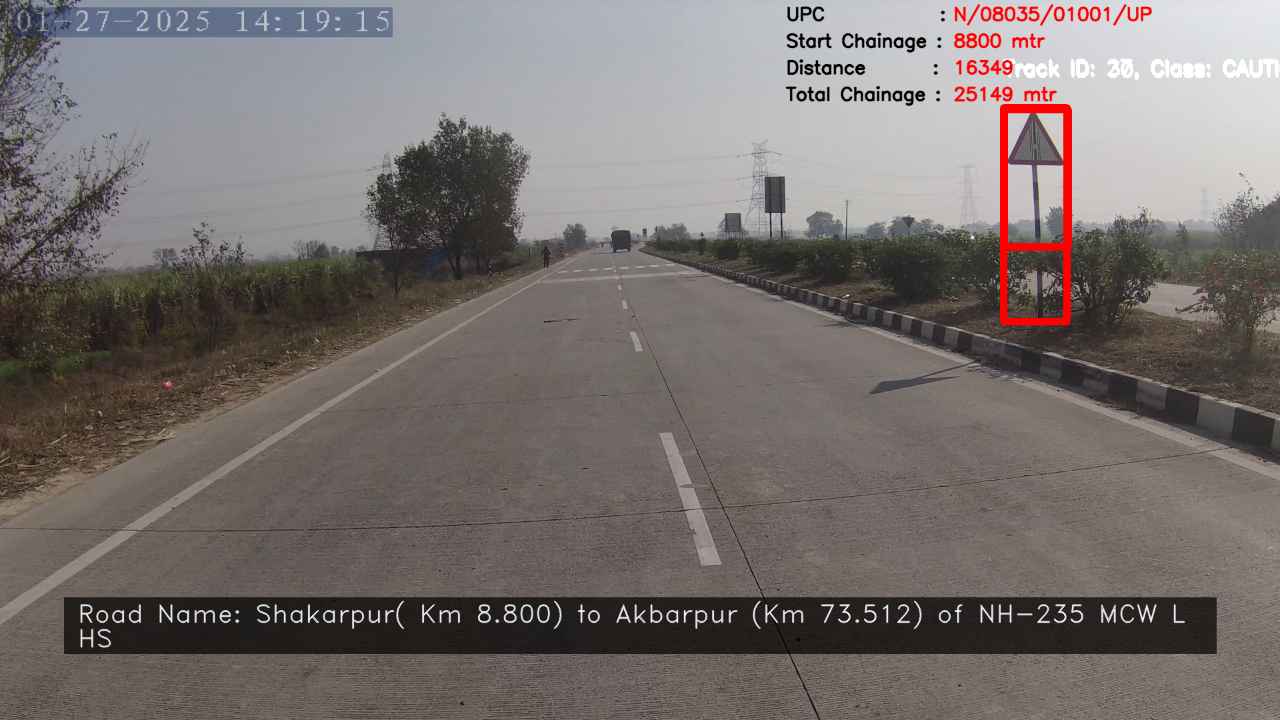 01-27-2025 14:19:15
UPC : N/08035/01001/UP
Start Chainage : 8800 mtr
Distance : 16349
Track ID: Class: CAUTI
Total Chainage : 25149 mtr
Road Name: Shakarpur( Km 8.800) to Akbarpur (Km 73.512) of NH-235 MCW L
HS